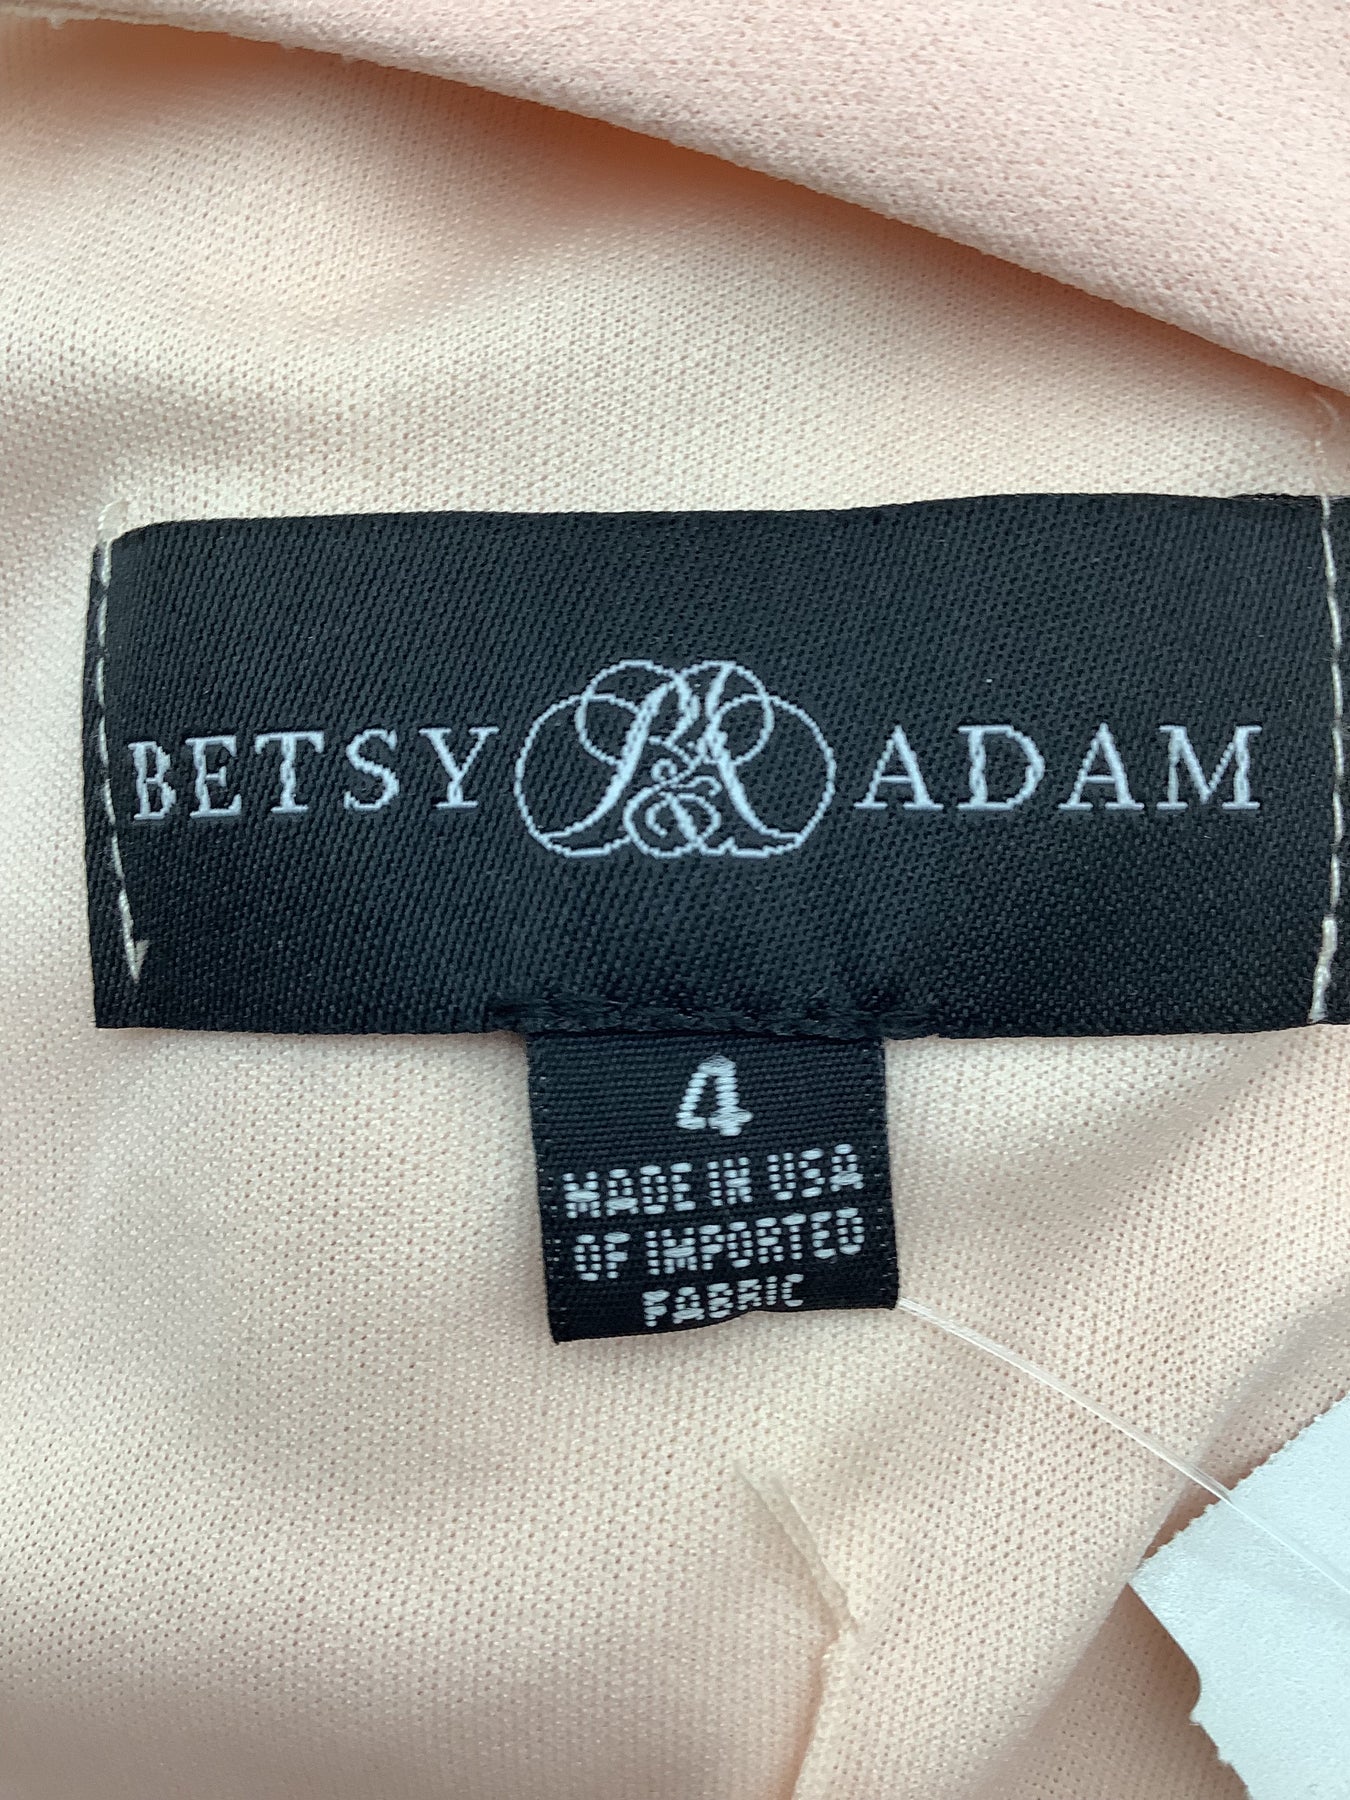 BETSY B&A ADAM
4
MADE IN USA
OF IMPORTED
FABRIC